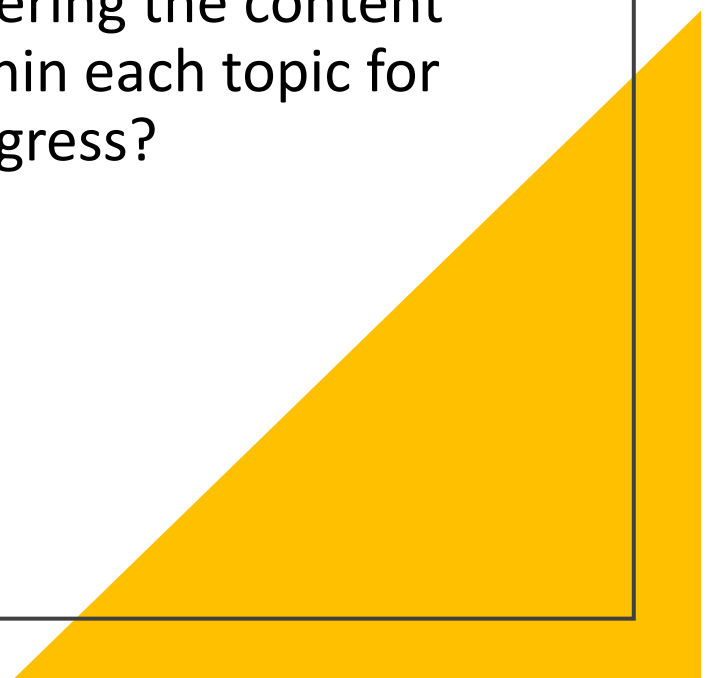 ering the content
hin each topic for
gress?